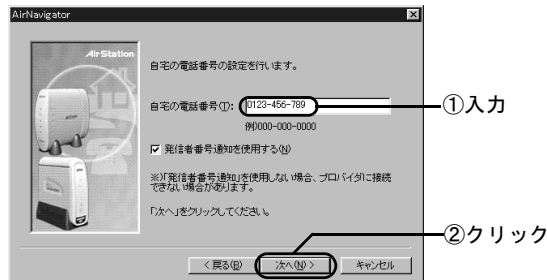 AirNavigator
AirStation
自宅の電話番号の設定を行います。
自宅の電話番号(T): 0123-456-789
例)000-000-0000
発信者番号通知を使用する(N)
※)「発信者番号通知」を使用しない場合、プロバイダに接続
できない場合があります。
「次へ」をクリックしてください。
< 戻る(B) 次へ(N) > キャンセル
①入力
②クリック